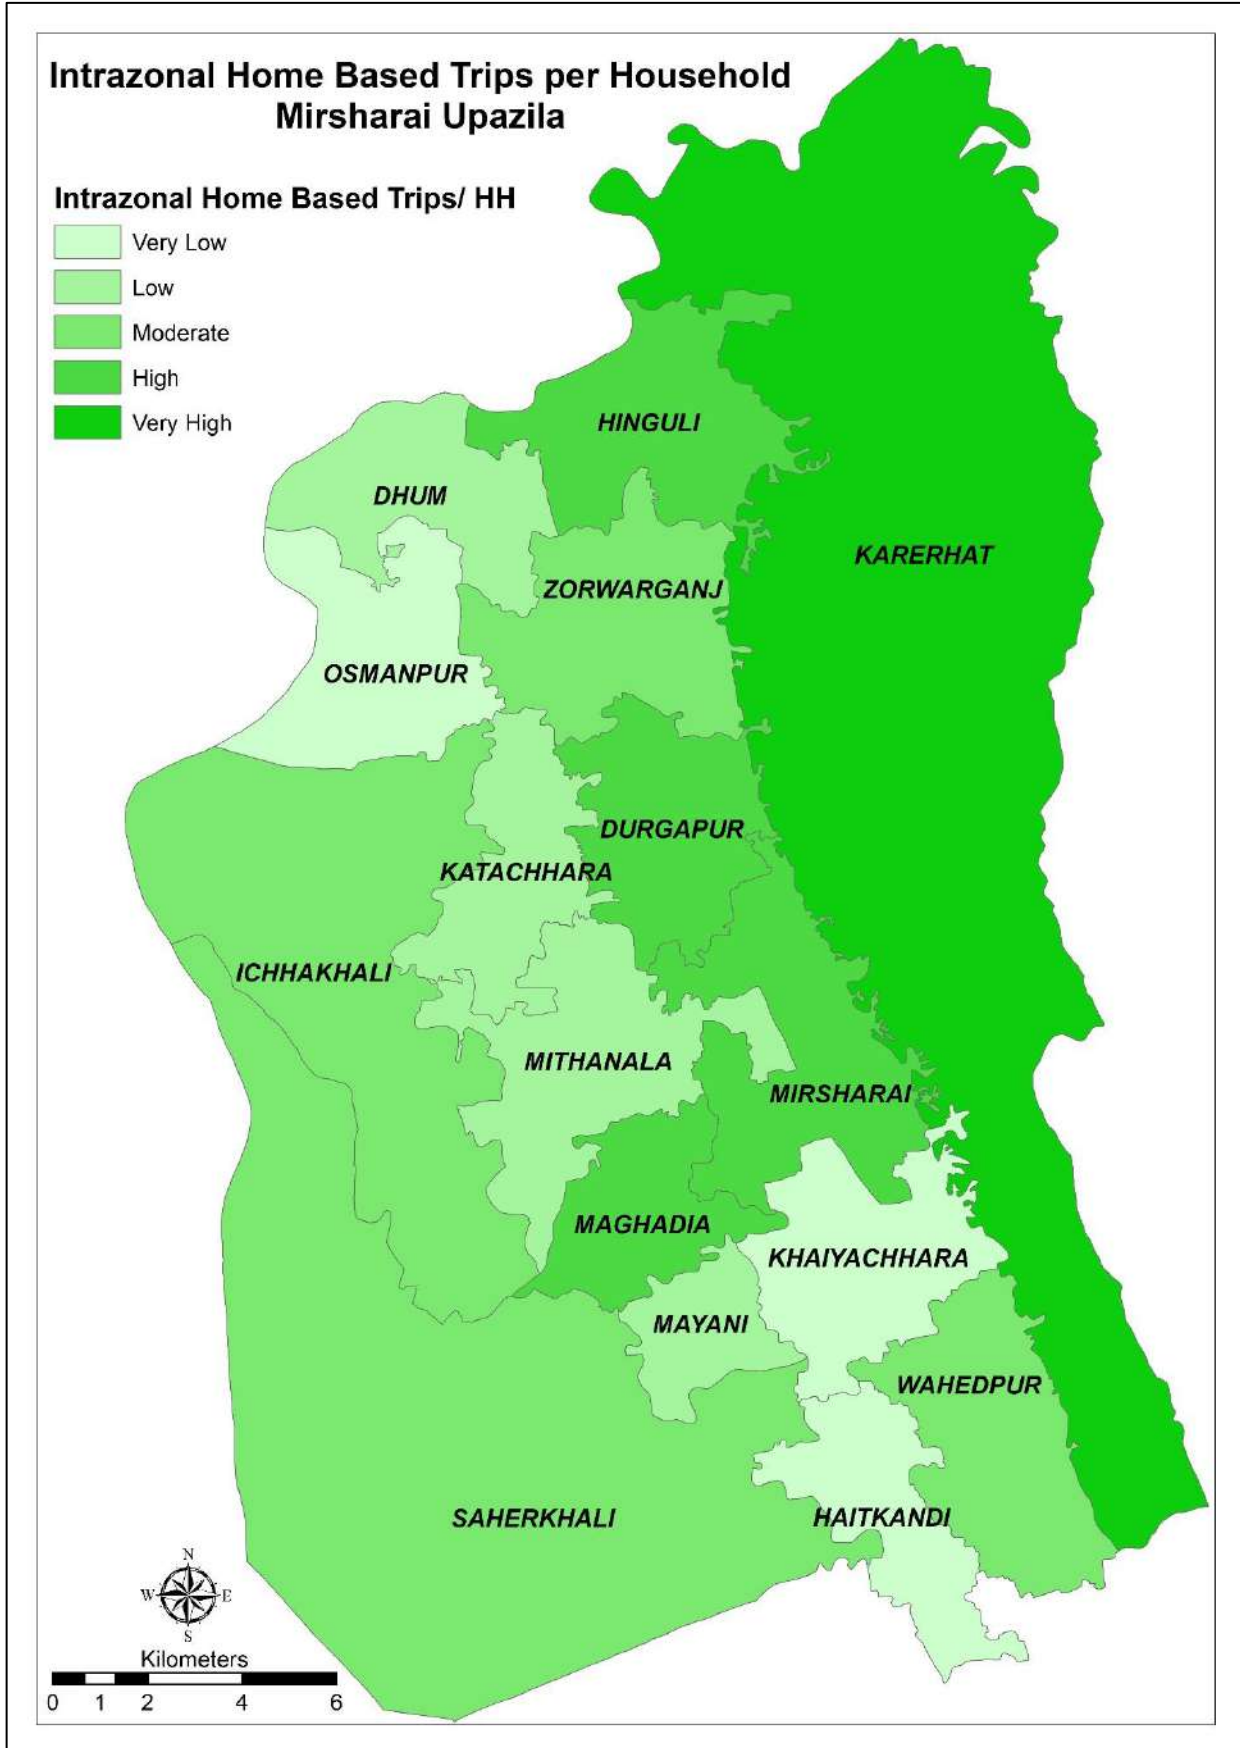 Intrazonal Home Based Trips per Household
Mirsharai Upazila
Intrazonal Home Based Trips/ HH
Very Low
Low
Moderate
High
Very High
HINGULI
DHUM
KARERHAT
ZORWARGANJ
OSMANPUR
DURGAPUR
KATACHHARA
ICHHAKHALI
MITHANALA
MIRSHARAI
MAGHADIA
KHAIYACHHARA
MAYANI
WAHEDPUR
SAHERKHALI
HAITKANDI
N
W E
S
Kilometers
0 1 2 4 6